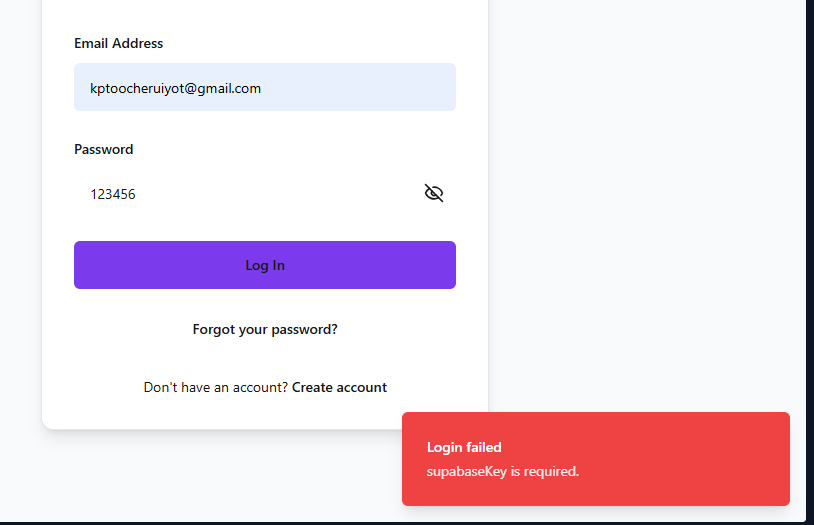 Email Address
kptoocheruiyot@gmail.com
Password
123456
Log In
Forgot your password?
Don't have an account? Create account
Login failed
supabaseKey is required.